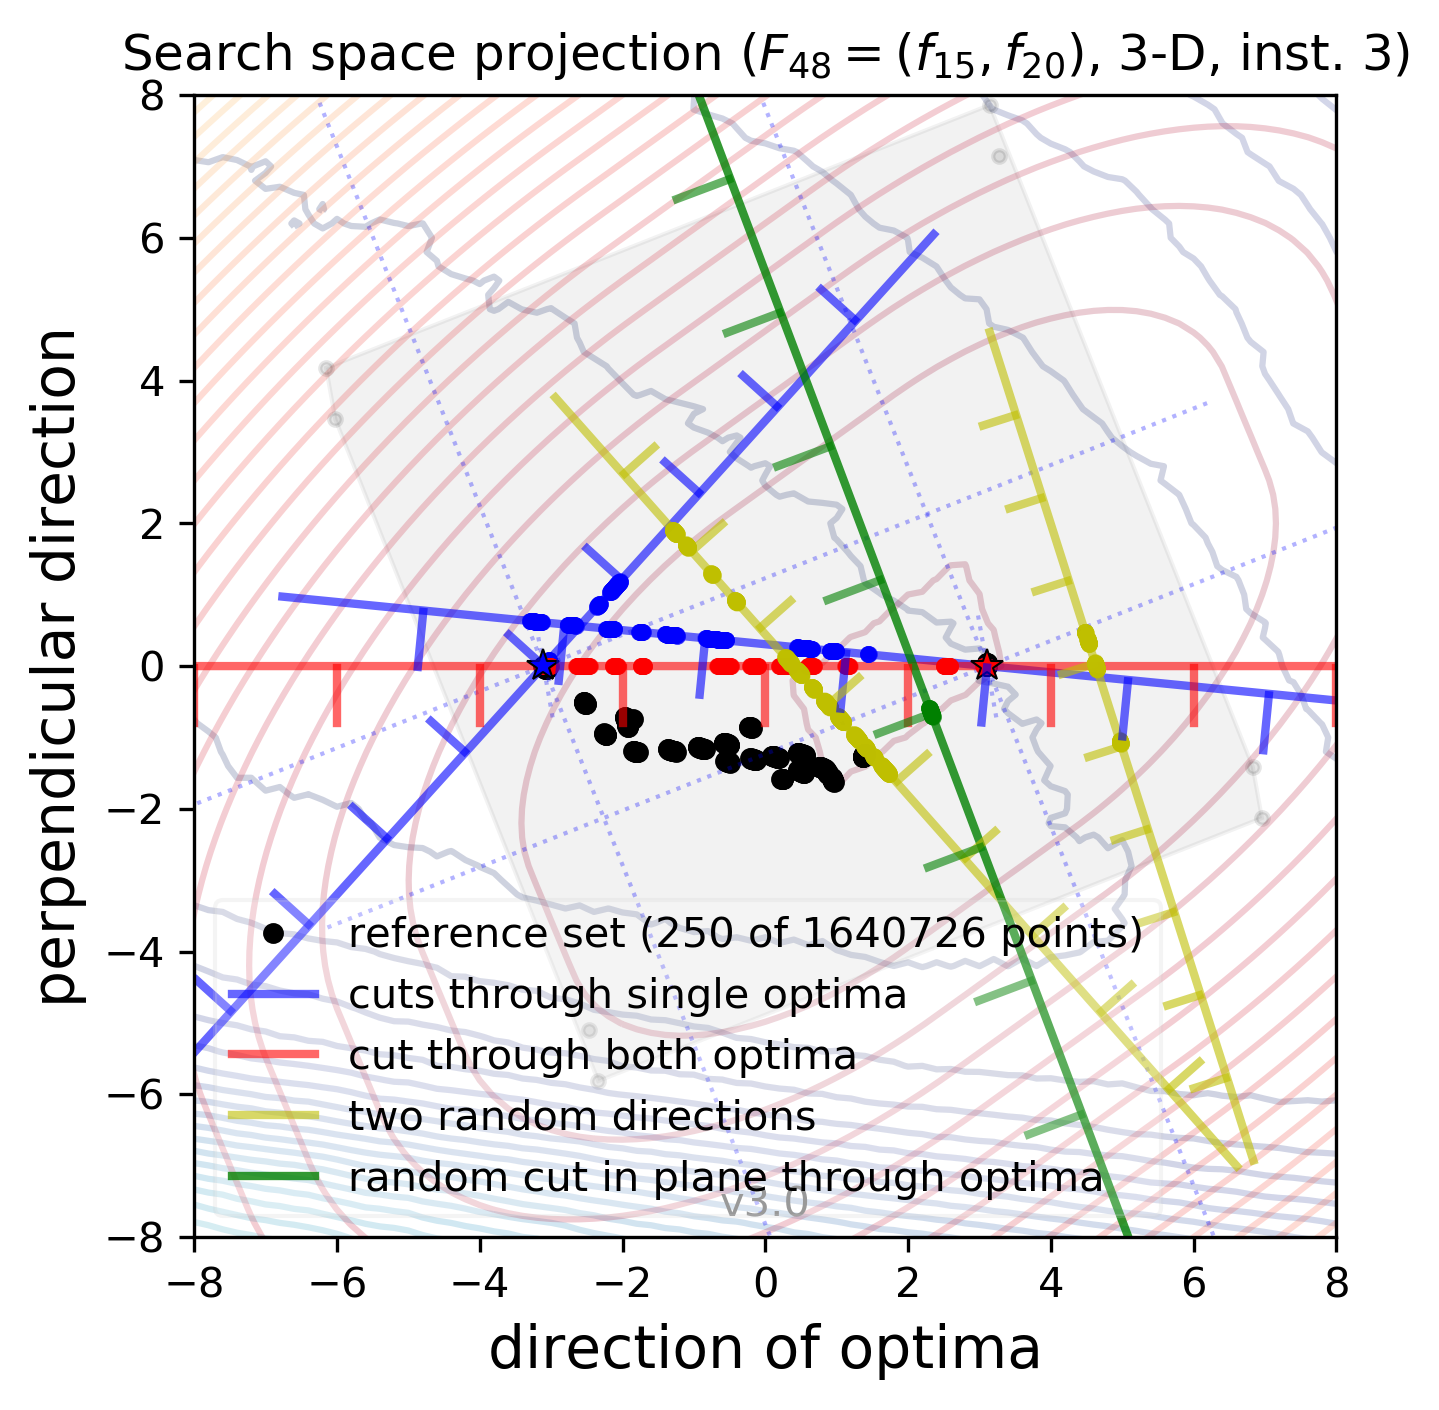 Search space projection (F₄₈ = (f₁₅, f₂₀), 3-D, inst. 3)
8
6
4
2
0
−2
−4
−6
−8
perpendicular direction
reference set (250 of 1640726 points)
cuts through single optima
cut through both optima
two random directions
random cut in plane through optima
v3.0
−8 −6 −4 −2 0 2 4 6 8
direction of optima